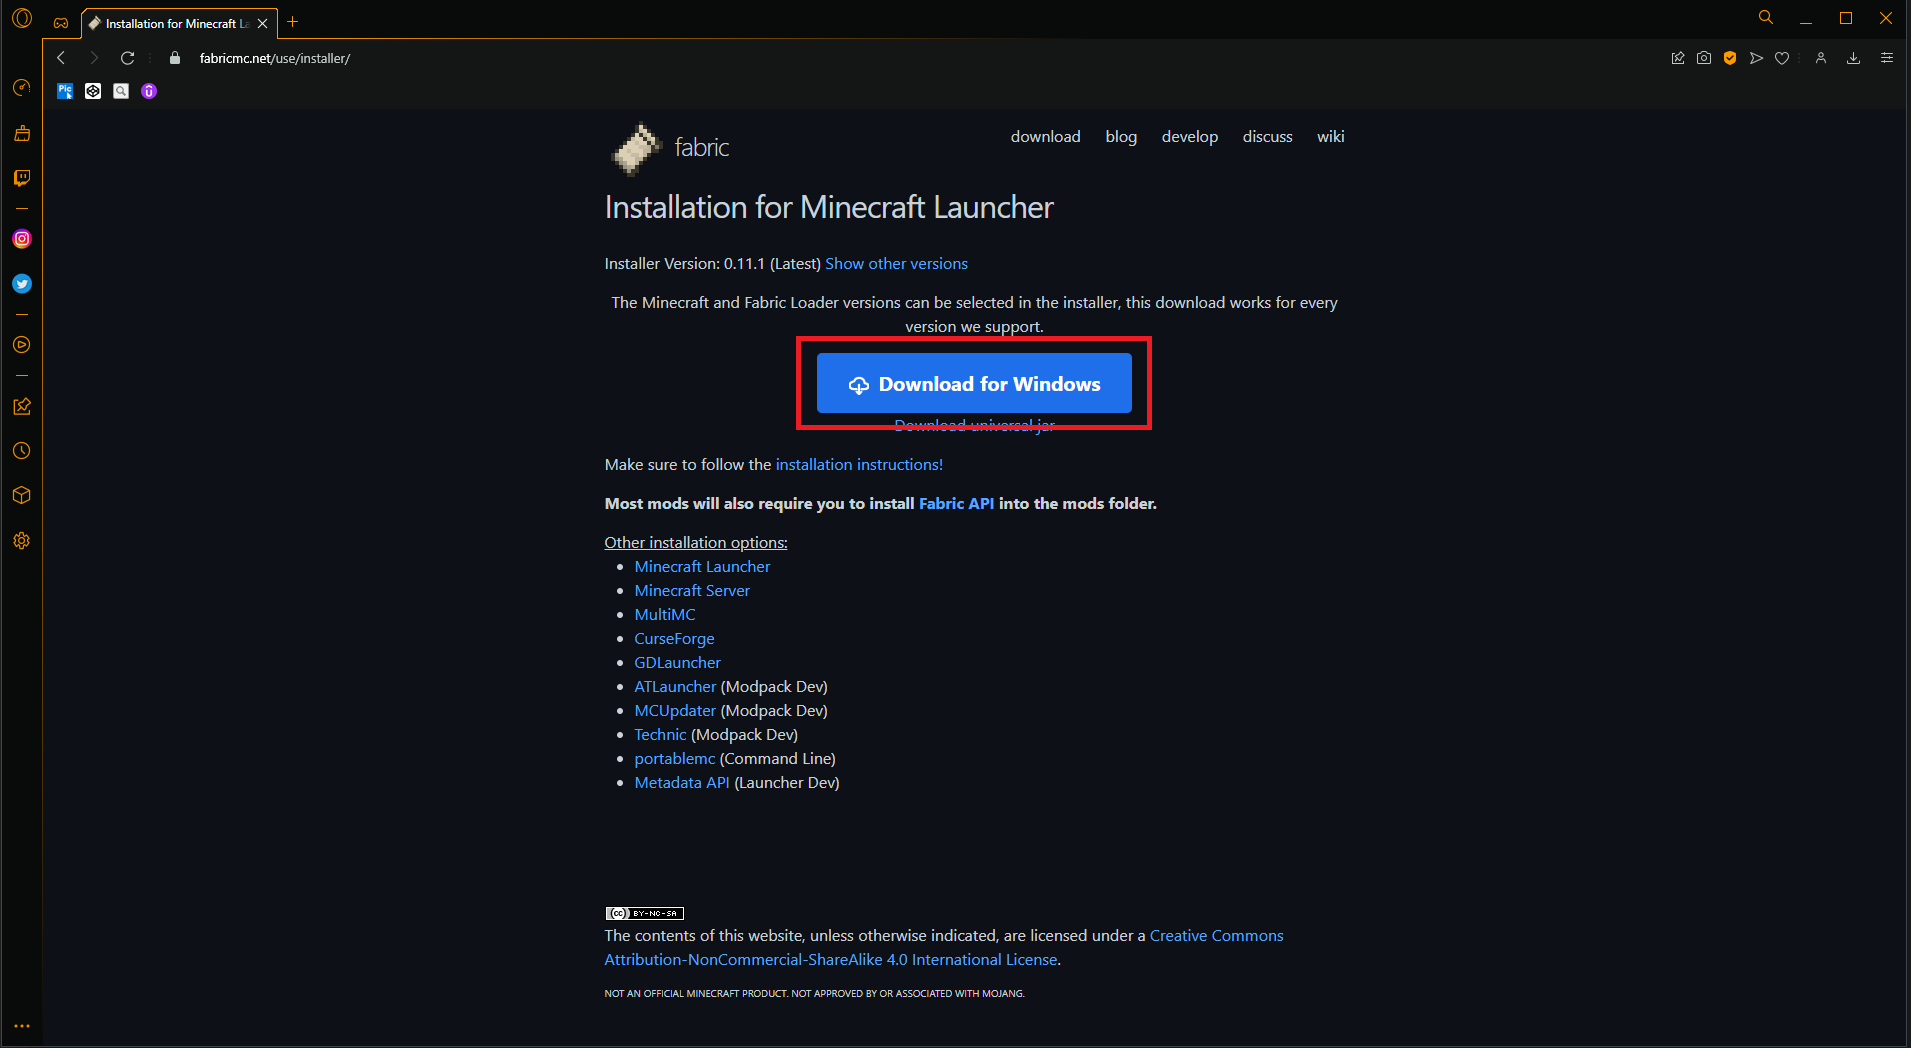 Installation for Minecraft La
fabricmc.net/use/installer/
Pic
fabric
download blog develop discuss wiki
Installation for Minecraft Launcher
Installer Version: 0.11.1 (Latest) Show other versions
The Minecraft and Fabric Loader versions can be selected in the installer, this download works for every
version we support.
Download for Windows
Download universal jar
Make sure to follow the installation instructions!
Most mods will also require you to install Fabric API into the mods folder.
Other installation options:
Minecraft Launcher
Minecraft Server
MultiMC
CurseForge
GDLauncher
ATLauncher (Modpack Dev)
MCUpdater (Modpack Dev)
Technic (Modpack Dev)
portablemc (Command Line)
Metadata API (Launcher Dev)
cc BY-NC-SA
The contents of this website, unless otherwise indicated, are licensed under a Creative Commons
Attribution-NonCommercial-ShareAlike 4.0 International License.
NOT AN OFFICIAL MINECRAFT PRODUCT. NOT APPROVED BY OR ASSOCIATED WITH MOJANG.